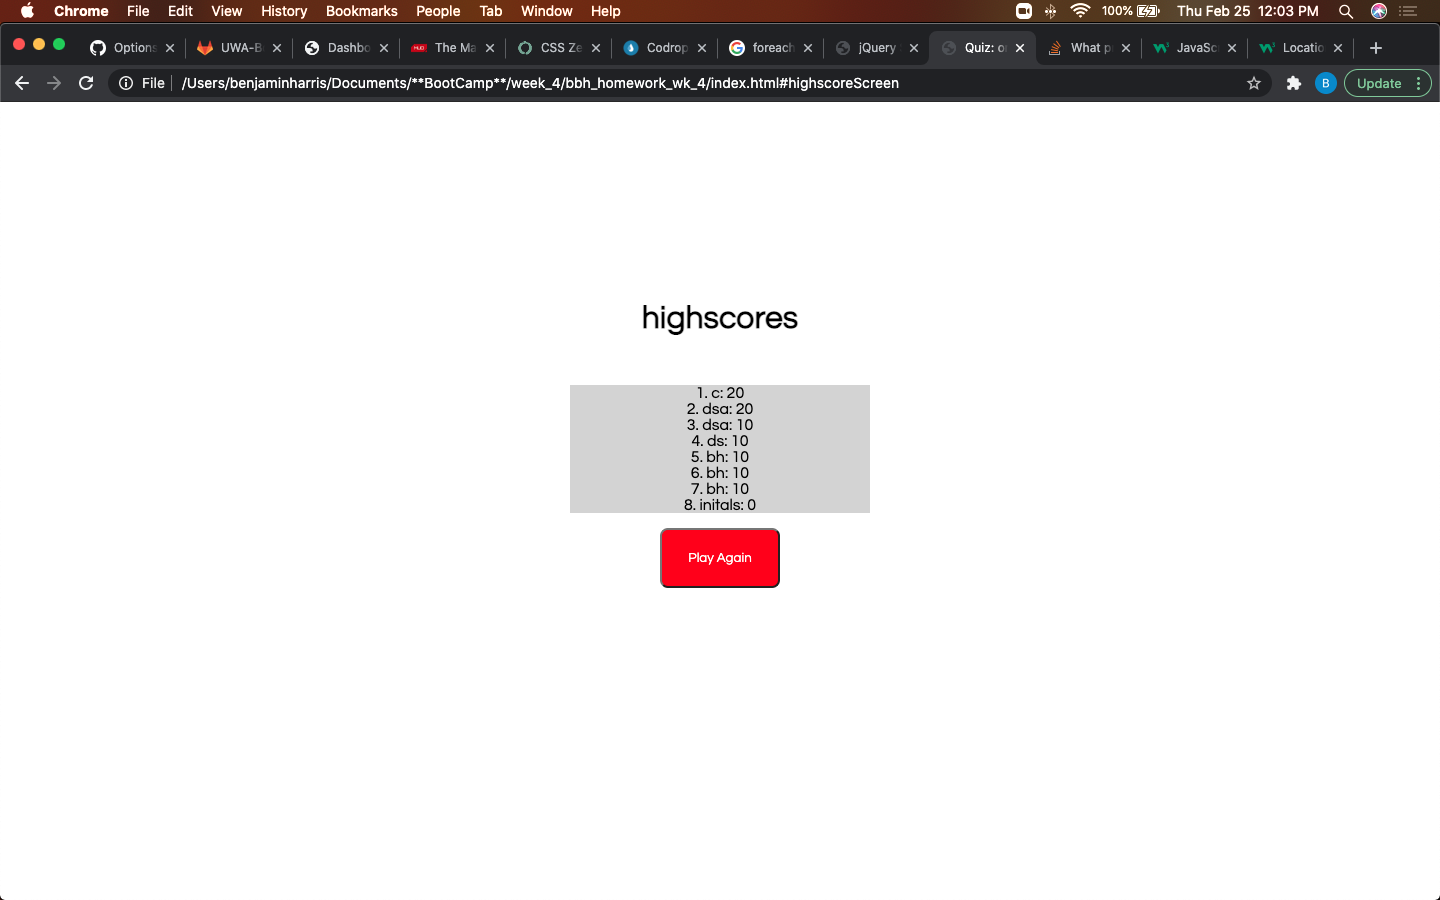 Chrome File Edit View History Bookmarks People Tab Window Help 100% Thu Feb 25 12:03 PM
Options UWA-B Dashbo The Ma CSS Ze Codrop foreach jQuery Quiz: o What p JavaSc Locatio
File /Users/benjaminharris/Documents/**BootCamp**/week_4/bbh_homework_wk_4/index.html#highscoreScreen B Update
highscores
1. c: 20
2. dsa: 20
3. dsa: 10
4. ds: 10
5. bh: 10
6. bh: 10
7. bh: 10
8. initals: 0
Play Again